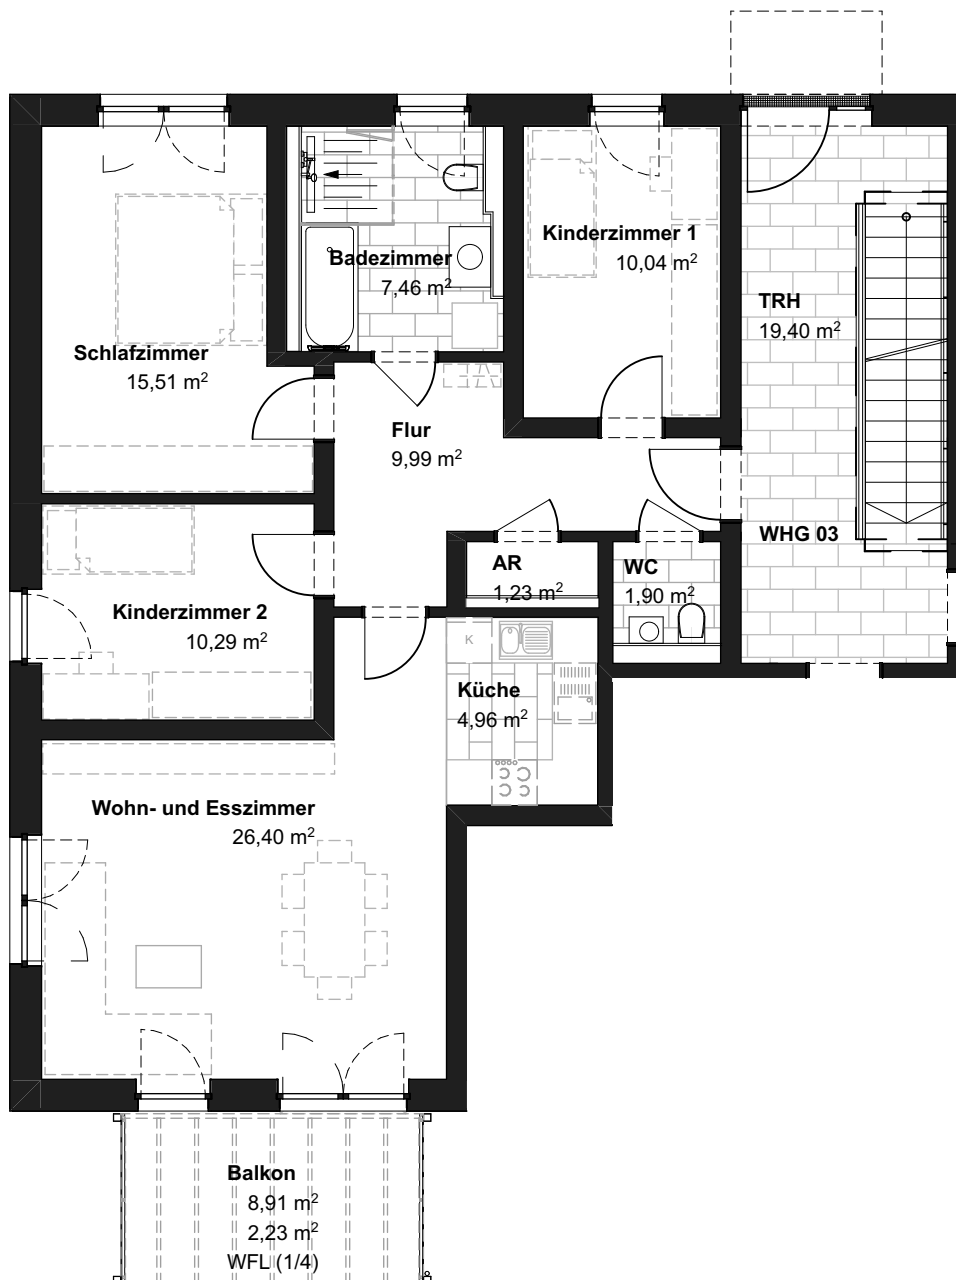 Kinderzimmer 1
10,04 m²
Badezimmer
7,46 m²
TRH
19,40 m²
Schlafzimmer
15,51 m²
Flur
9,99 m²
WHG 03
AR
1,23 m²
WC
1,90 m²
Kinderzimmer 2
10,29 m²
K
Küche
4,96 m²
Wohn- und Esszimmer
26,40 m²
Balkon
8,91 m²
2,23 m²
WFL (1/4)